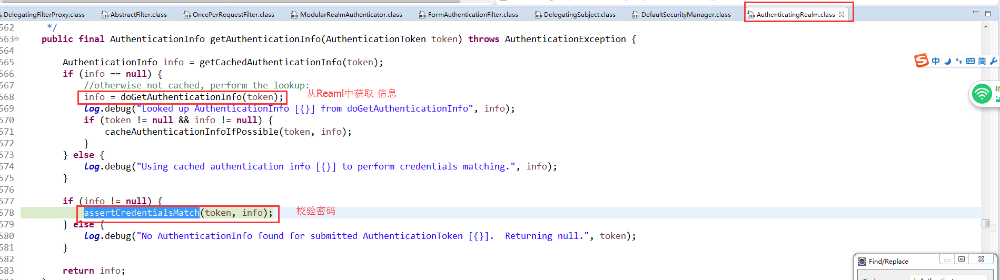 DelegatingFilterProxy.class AbstractFilter.class OncePerRequestFilter.class ModularRealmAuthenticator.class FormAuthenticationFilter.class DelegatingSubject.class DefaultSecurityManager.class AuthenticatingRealm.class
562 */
563 public final AuthenticationInfo getAuthenticationInfo(AuthenticationToken token) throws AuthenticationException {
564
565 AuthenticationInfo info = getCachedAuthenticationInfo(token);
566 if (info == null) {
567 //otherwise not cached, perform the lookup:
568 info = doGetAuthenticationInfo(token); 从Reaml中获取 信息
569 log.debug("Looked up AuthenticationInfo [{}] from doGetAuthenticationInfo", info);
570 if (token != null && info != null) {
571 cacheAuthenticationInfoIfPossible(token, info);
572 }
573 } else {
574 log.debug("Using cached authentication info [{}] to perform credentials matching.", info);
575 }
576
577 if (info != null) {
578 assertCredentialsMatch(token, info); 校验密码
579 } else {
580 log.debug("No AuthenticationInfo found for submitted AuthenticationToken [{}].  Returning null.", token);
581 }
582
583 return info;
中 简
Find/Replace